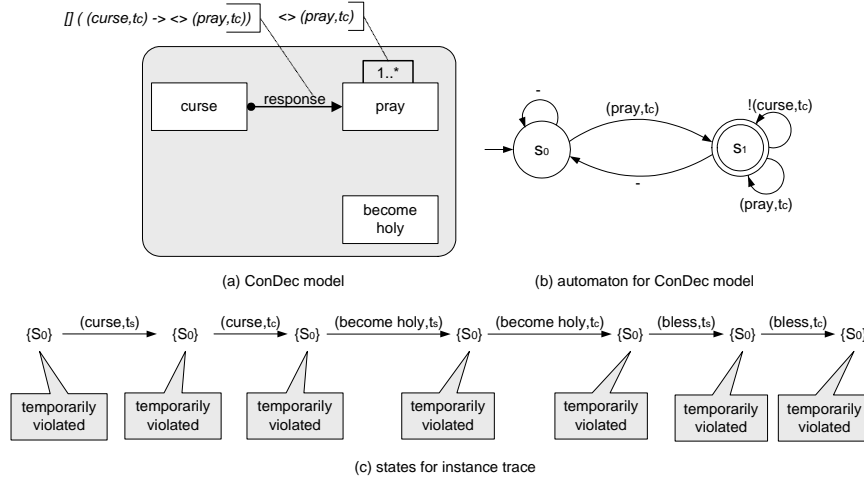 [] ( (curse,tc) -> <> (pray,tc))
<> (pray,tc)
1..*
curse
response
pray
become
holy
(a) ConDec model
-
(pray,tc)
!(curse,tc)
s0
s1
-
(pray,tc)
(b) automaton for ConDec model
{S0}
(curse,ts)
{S0}
(curse,tc)
{S0}
(become holy,ts)
{S0}
(become holy,tc)
{S0}
(bless,ts)
{S0}
(bless,tc)
{S0}
temporarily
violated
temporarily
violated
temporarily
violated
temporarily
violated
temporarily
violated
temporarily
violated
temporarily
violated
(c) states for instance trace